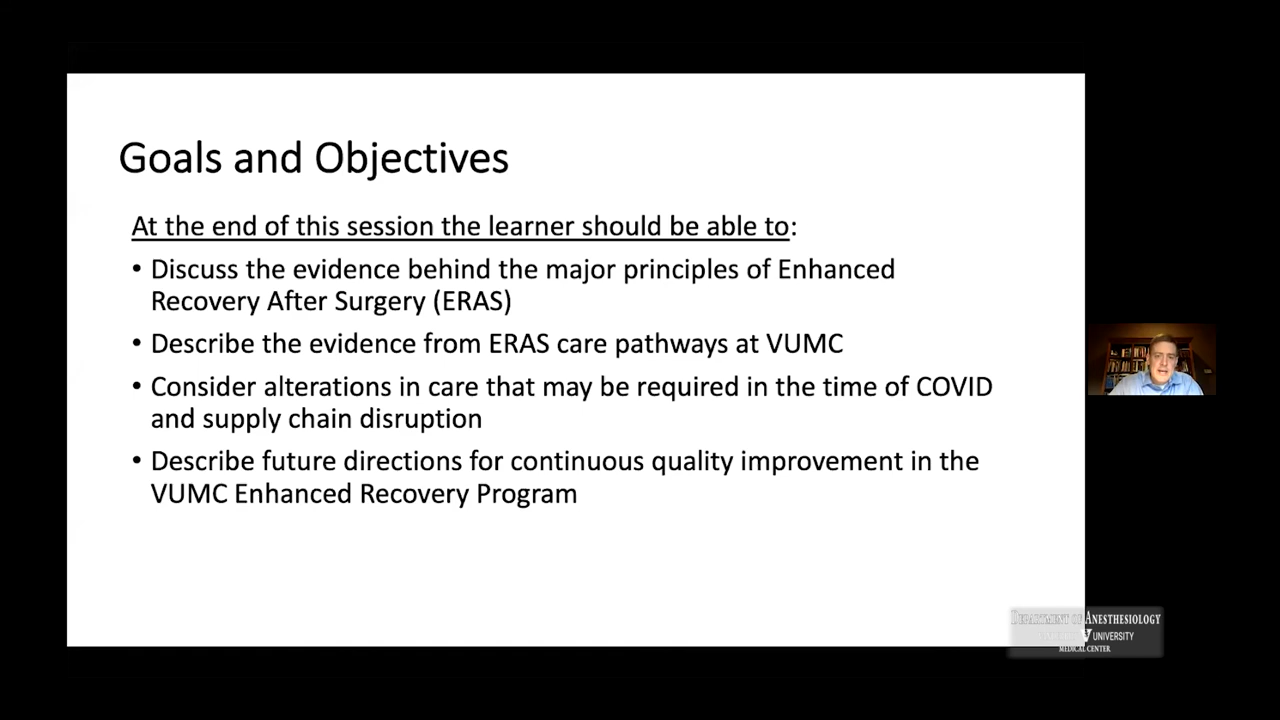 Goals and Objectives
At the end of this session the learner should be able to:
• Discuss the evidence behind the major principles of Enhanced
Recovery After Surgery (ERAS)
• Describe the evidence from ERAS care pathways at VUMC
• Consider alterations in care that may be required in the time of COVID
and supply chain disruption
• Describe future directions for continuous quality improvement in the
VUMC Enhanced Recovery Program
DEPARTMENT OF ANESTHESIOLOGY
UNIVERSITY
MEDICAL CENTER